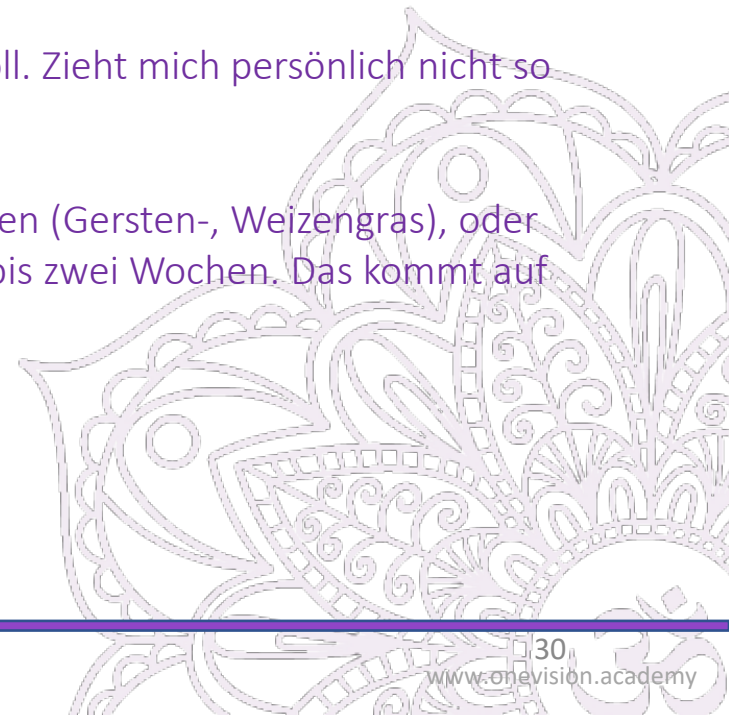 ll. Zieht mich persönlich nicht so
en (Gersten-, Weizengras), oder
bis zwei Wochen. Das kommt auf
30
www.onevision.academy